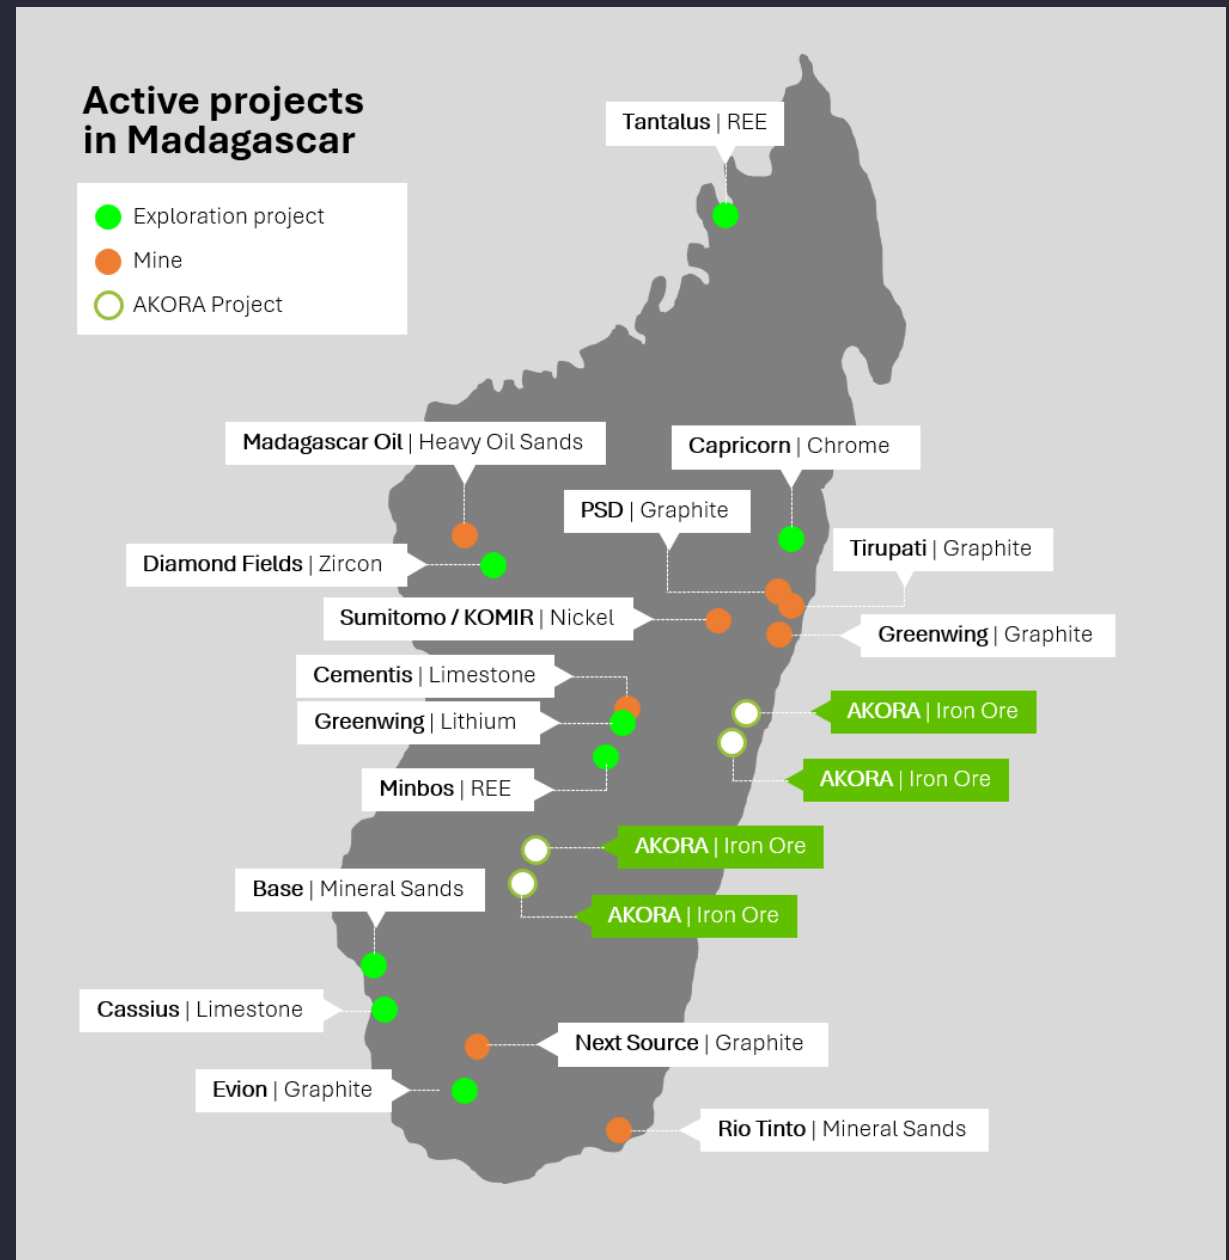 Active projects
in Madagascar
Exploration project
Mine
AKORA Project
Tantalus | REE
Madagascar Oil | Heavy Oil Sands
Capricorn | Chrome
PSD | Graphite
Tirupati | Graphite
Diamond Fields | Zircon
Sumitomo / KOMIR | Nickel
Greenwing | Graphite
Cementis | Limestone
Greenwing | Lithium
AKORA | Iron Ore
Minbos | REE
AKORA | Iron Ore
AKORA | Iron Ore
Base | Mineral Sands
AKORA | Iron Ore
Cassius | Limestone
Next Source | Graphite
Evion | Graphite
Rio Tinto | Mineral Sands